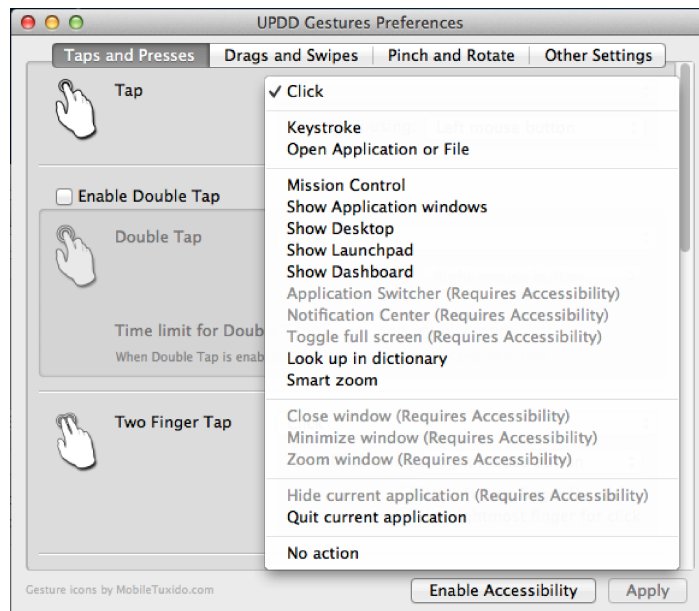 UPDD Gestures Preferences
Taps and Presses Drags and Swipes Pinch and Rotate Other Settings
Tap
✓ Click
Keystroke
Left mouse button
Open Application or File
Mission Control
Enable Double Tap
Show Application windows
Show Desktop
Double Tap
Show Launchpad
Show Dashboard
Application Switcher (Requires Accessibility)
Notification Center (Requires Accessibility)
Time limit for Doub
Toggle full screen (Requires Accessibility)
When Double Tap is enab
Look up in dictionary
Smart zoom
Two Finger Tap
Close window (Requires Accessibility)
Minimize window (Requires Accessibility)
Zoom window (Requires Accessibility)
Hide current application (Requires Accessibility)
Quit current application
No action
Gesture icons by MobileTuxido.com
Enable Accessibility Apply